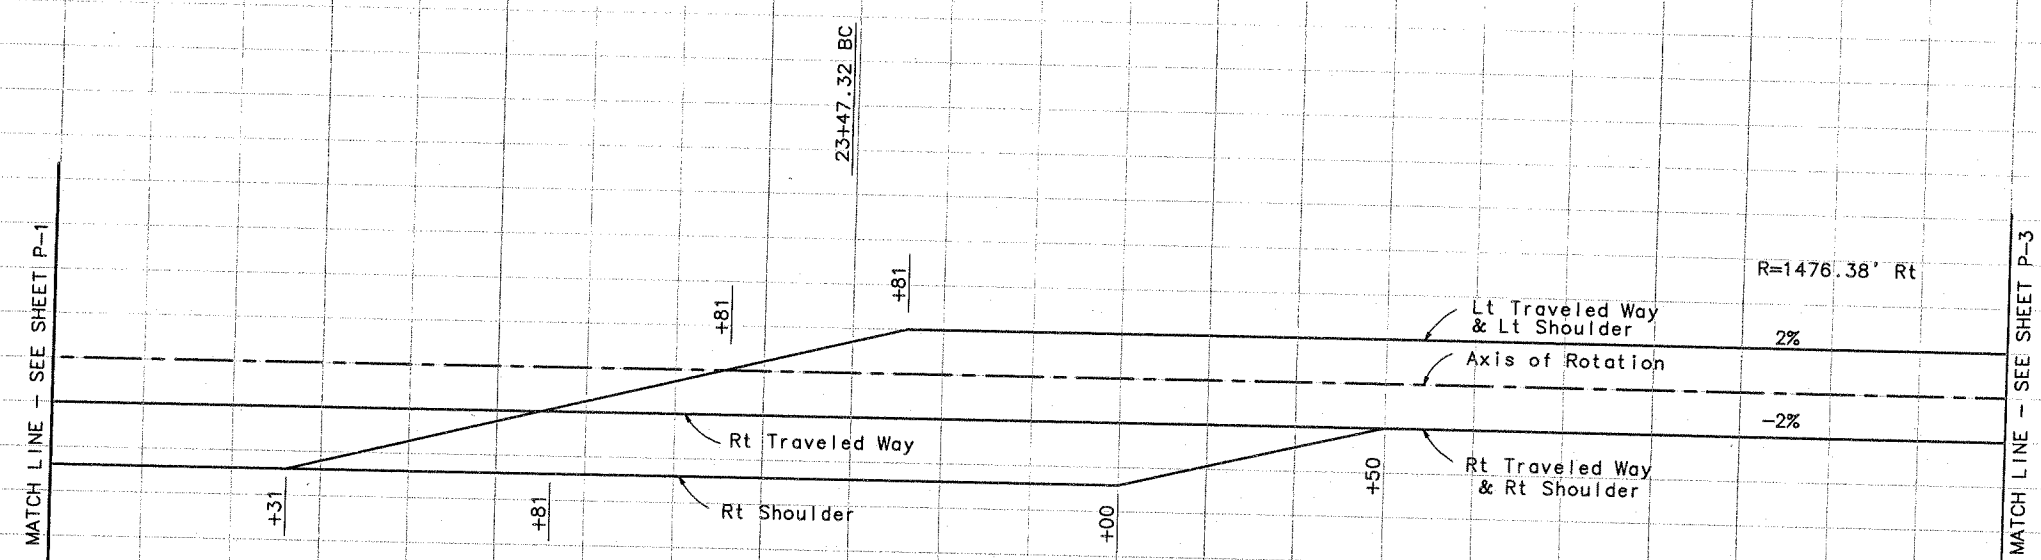 MATCH LINE - SEE SHEET P-1
23+47.32 BC
+81
+81
R=1476.38' Rt
Lt Traveled Way
& Lt Shoulder
2%
Axis of Rotation
-2%
Rt Traveled Way
Rt Traveled Way
& Rt Shoulder
Rt Shoulder
+31
+81
+00
+50
MATCH LINE - SEE SHEET P-3